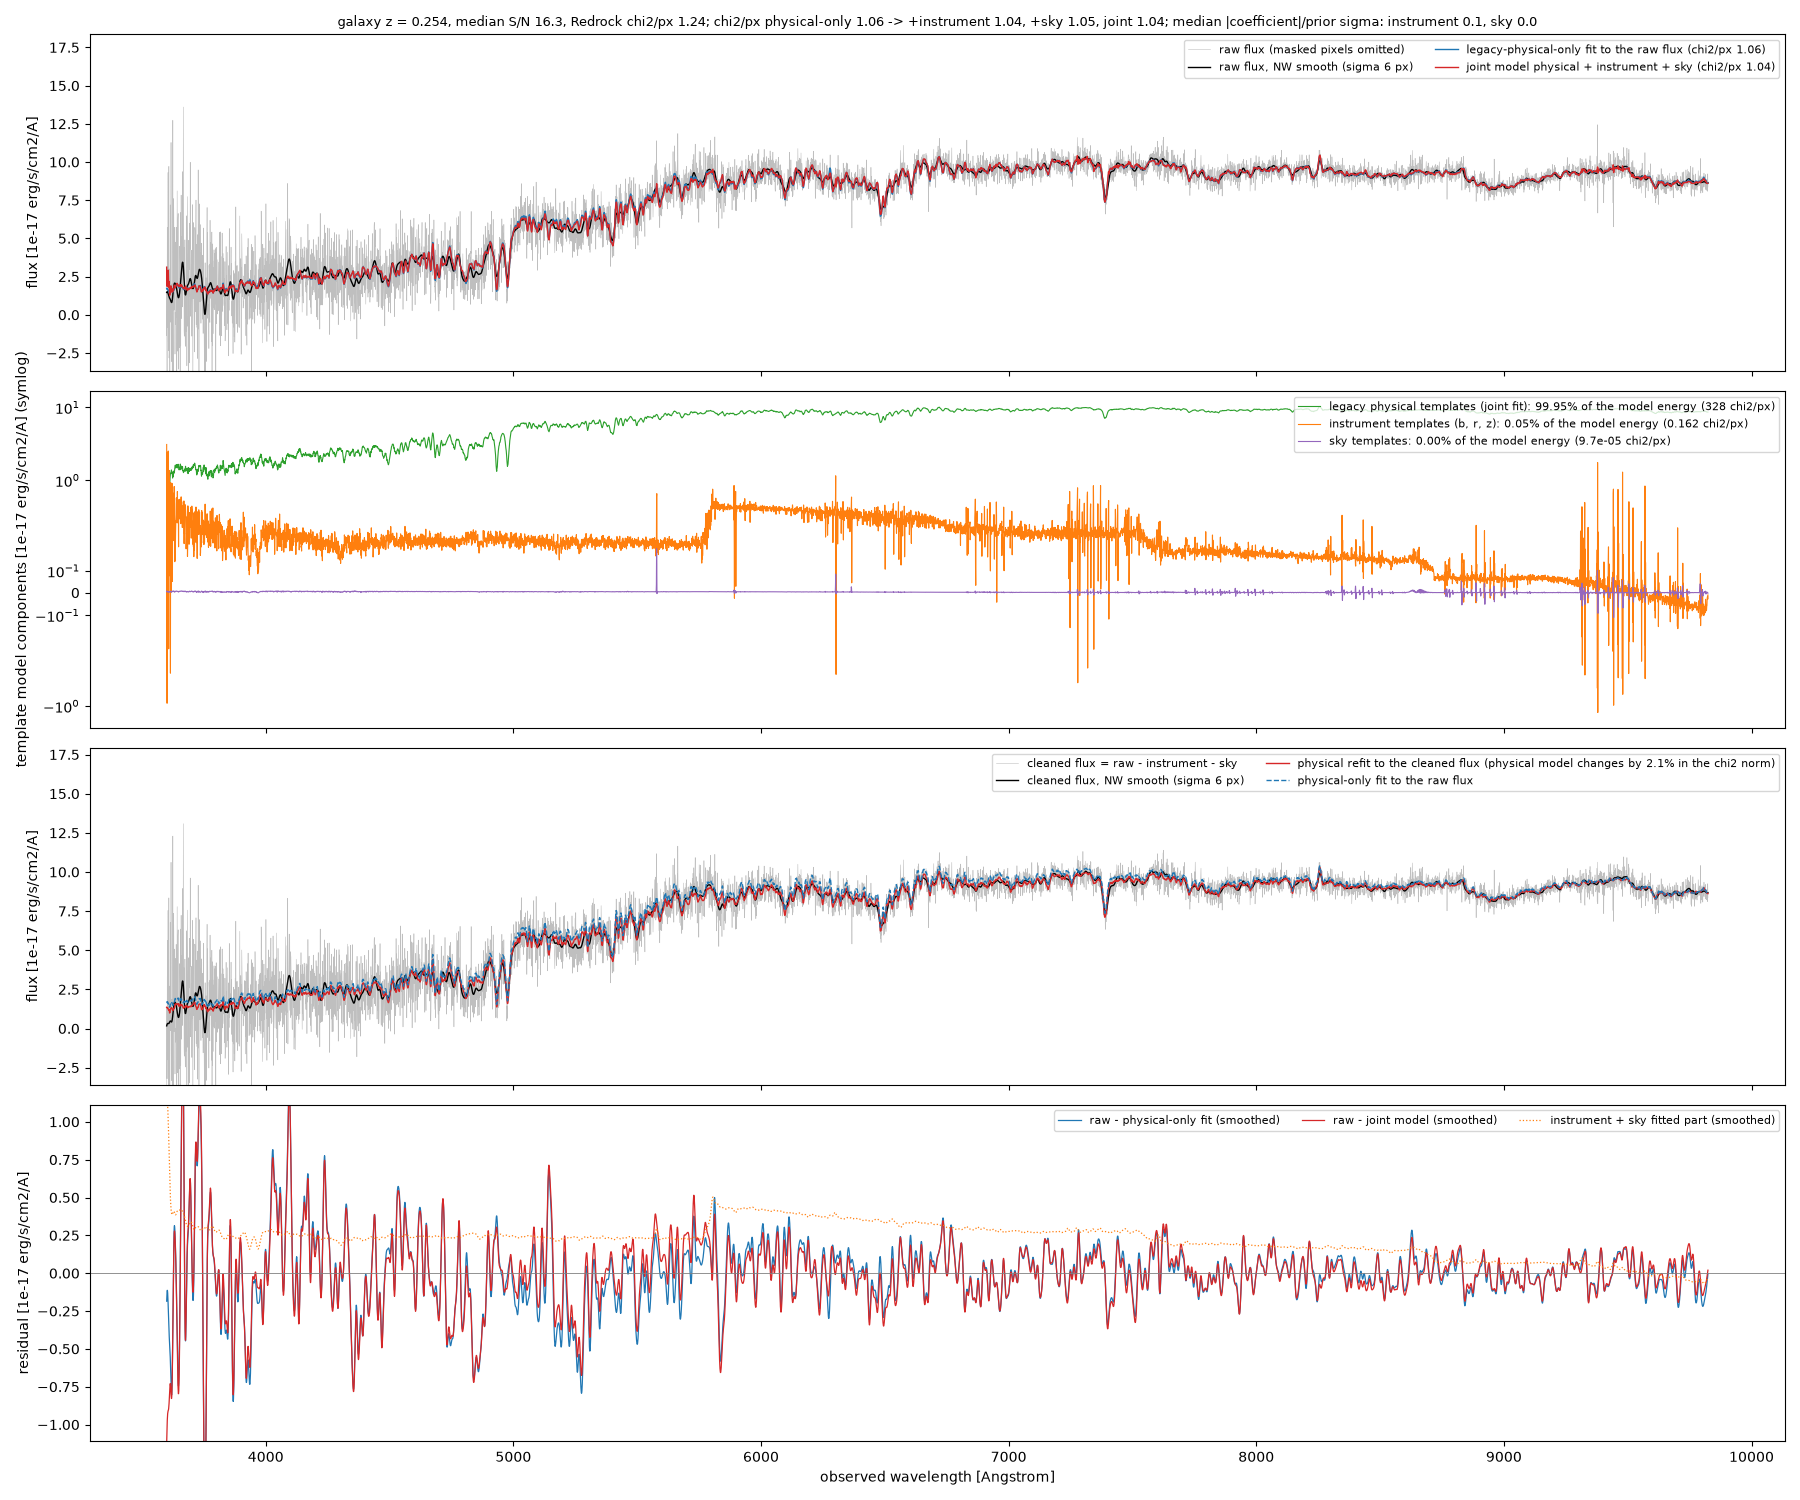 galaxy z = 0.254, median S/N 16.3, Redrock chi2/px 1.24; chi2/px physical-only 1.06 -> +instrument 1.04, +sky 1.05, joint 1.04; median |coefficient|/prior sigma: instrument 0.1, sky 0.0
raw flux (masked pixels omitted)
raw flux, NW smooth (sigma 6 px)
legacy-physical-only fit to the raw flux (chi2/px 1.06)
joint model physical + instrument + sky (chi2/px 1.04)
17.5
15.0
12.5
10.0
7.5
5.0
2.5
0.0
−2.5
flux [1e-17 erg/s/cm2/A]
legacy physical templates (joint fit): 99.95% of the model energy (328 chi2/px)
instrument templates (b, r, z): 0.05% of the model energy (0.162 chi2/px)
sky templates: 0.00% of the model energy (9.7e-05 chi2/px)
10¹
10⁰
10⁻¹
0
−10⁻¹
−10⁰
template model components [1e-17 erg/s/cm2/A] (symlog)
cleaned flux = raw - instrument - sky
cleaned flux, NW smooth (sigma 6 px)
physical refit to the cleaned flux (physical model changes by 2.1% in the chi2 norm)
physical-only fit to the raw flux
17.5
15.0
12.5
10.0
7.5
5.0
2.5
0.0
−2.5
flux [1e-17 erg/s/cm2/A]
raw - physical-only fit (smoothed)
raw - joint model (smoothed)
instrument + sky fitted part (smoothed)
1.00
0.75
0.50
0.25
0.00
−0.25
−0.50
−0.75
−1.00
residual [1e-17 erg/s/cm2/A]
4000
5000
6000
7000
8000
9000
10000
observed wavelength [Angstrom]